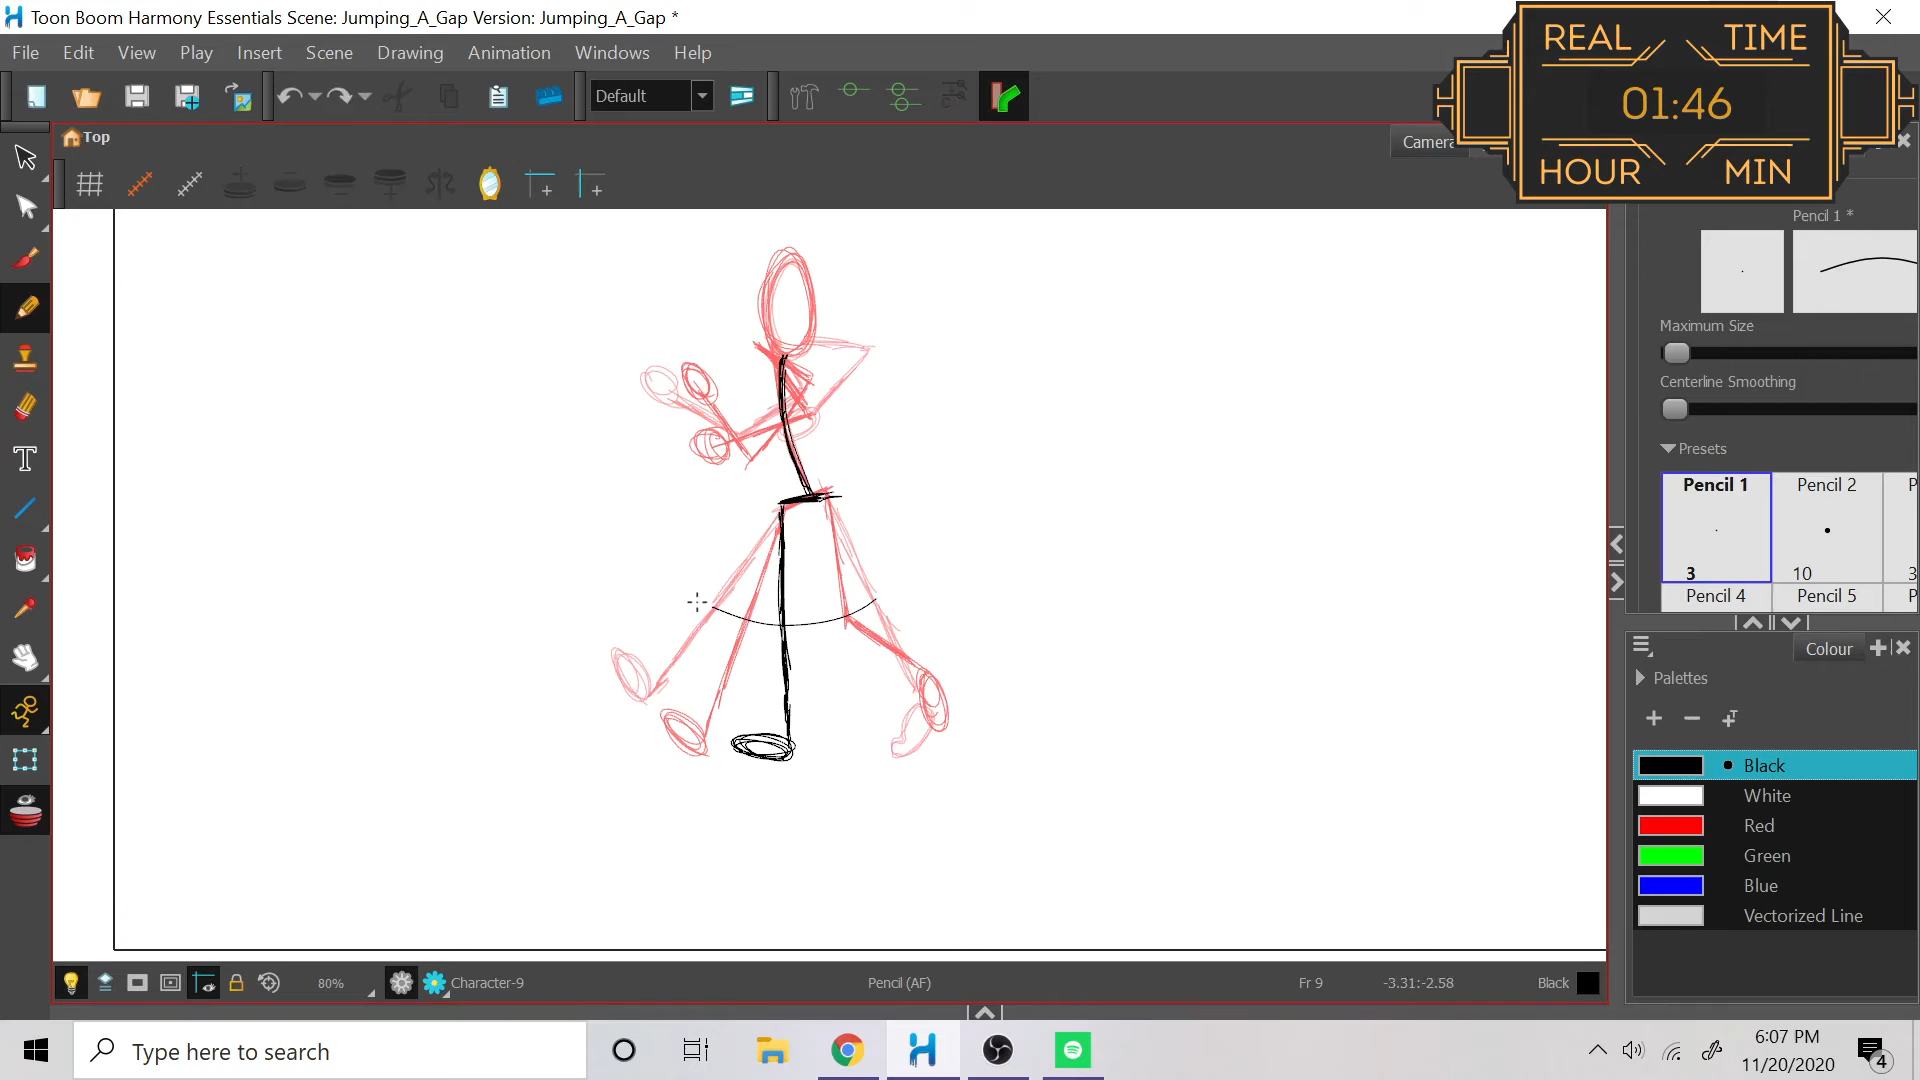 Toon Boom Harmony Essentials Scene: Jumping_A_Gap Version: Jumping_A_Gap *
File Edit View Play Insert Scene Drawing Animation Windows Help
REAL TIME
01:46
HOUR MIN
Default
Top
Camera
Pencil 1 *
Maximum Size
Centerline Smoothing
Presets
Pencil 1 Pencil 2 P
3 10 3
Pencil 4 Pencil 5 P
Colour
Palettes
Black
White
Red
Green
Blue
Vectorized Line
80% Character-9 Pencil (AF) Fr 9 -3.31:-2.58 Black
Type here to search
6:07 PM
11/20/2020
4